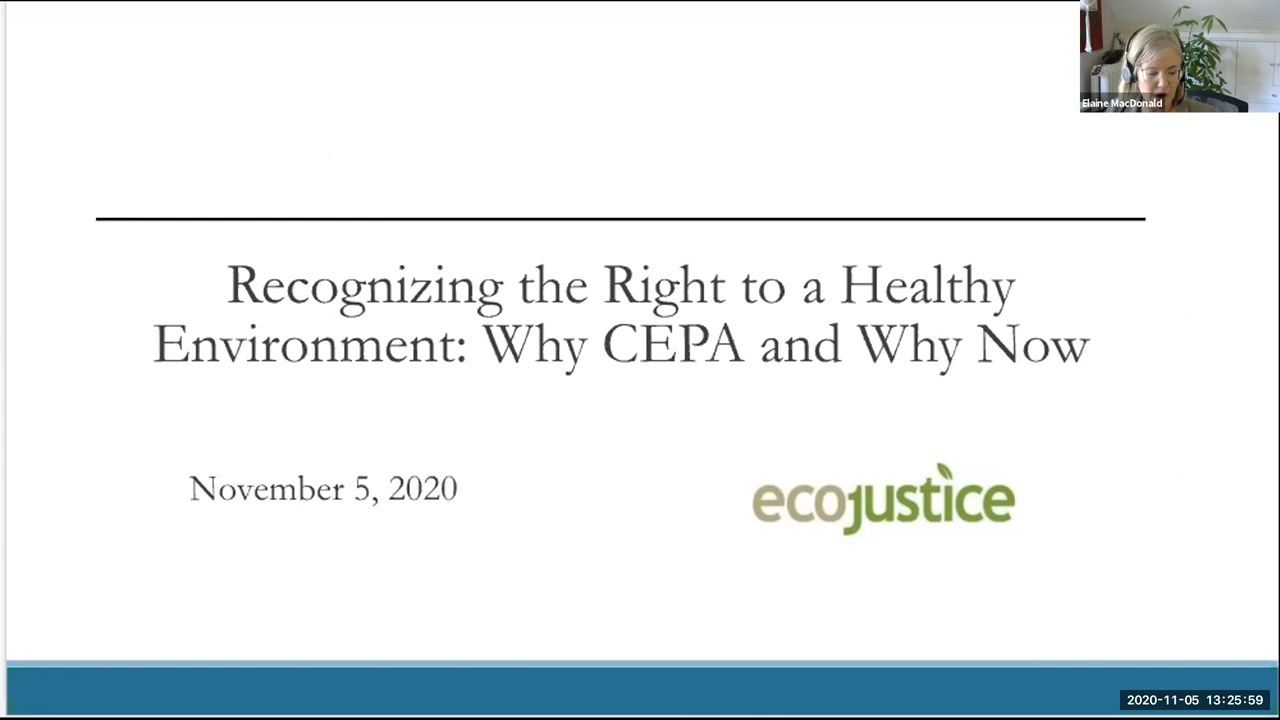 Elaine MacDonald
Recognizing the Right to a Healthy
Environment: Why CEPA and Why Now
November 5, 2020
ecojustice
2020-11-05 13:25:59